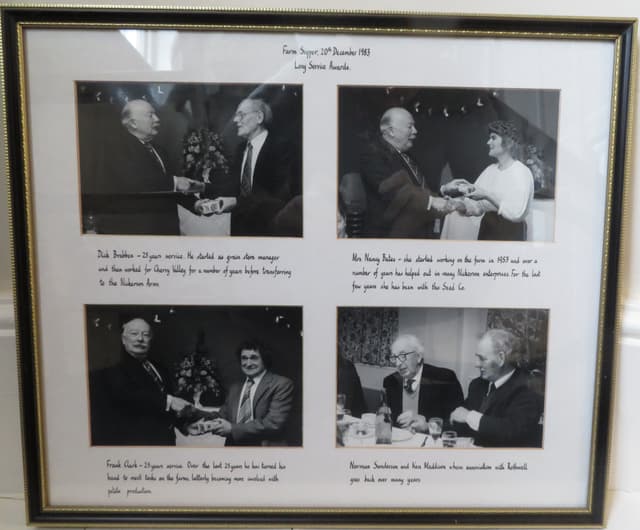 Farm Supper, 20th December 1983
Long Service Awards.
Dick Brubben – 25 years service. He started as grain store manager
and then worked for Cherry Valley for a number of years before transferring
to the Nickerson Arms.
Mrs Nancy Bates – she started working on the farm in 1953 and over a
number of years has helped out in many Nickerson enterprises. For the last
few years she has been with the Seed Co.
Frank Clark – 25 years service. Over the last 25 years he has turned his
hand to most tasks on the farms, latterly becoming more involved with
potato production.
Norman Sanderson and Ken Maddison whose association with Rothwell
goes back over many years